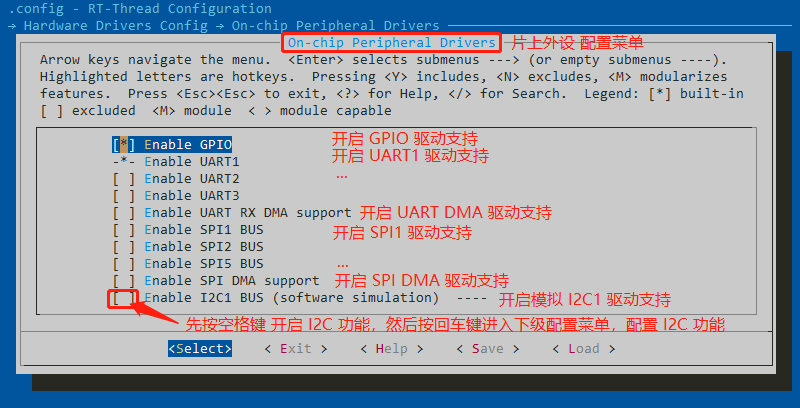 .config - RT-Thread Configuration
→ Hardware Drivers Config → On-chip Peripheral Drivers
On-chip Peripheral Drivers 片上外设 配置菜单
Arrow keys navigate the menu. <Enter> selects submenus ---> (or empty submenus ----).
Highlighted letters are hotkeys. Pressing <Y> includes, <N> excludes, <M> modularizes
features. Press <Esc><Esc> to exit, <?> for Help, </> for Search. Legend: [*] built-in
[ ] excluded <M> module < > module capable
[*] Enable GPIO 开启 GPIO 驱动支持
-*- Enable UART1 开启 UART1 驱动支持
[ ] Enable UART2 ...
[ ] Enable UART3
[ ] Enable UART RX DMA support 开启 UART DMA 驱动支持
[ ] Enable SPI1 BUS 开启 SPI1 驱动支持
[ ] Enable SPI2 BUS
[ ] Enable SPI5 BUS ...
[ ] Enable SPI DMA support 开启 SPI DMA 驱动支持
[ ] Enable I2C1 BUS (software simulation) ---- 开启模拟 I2C1 驱动支持
先按空格键 开启 I2C 功能，然后按回车键进入下级配置菜单，配置 I2C 功能
<Select> < Exit > < Help > < Save > < Load >